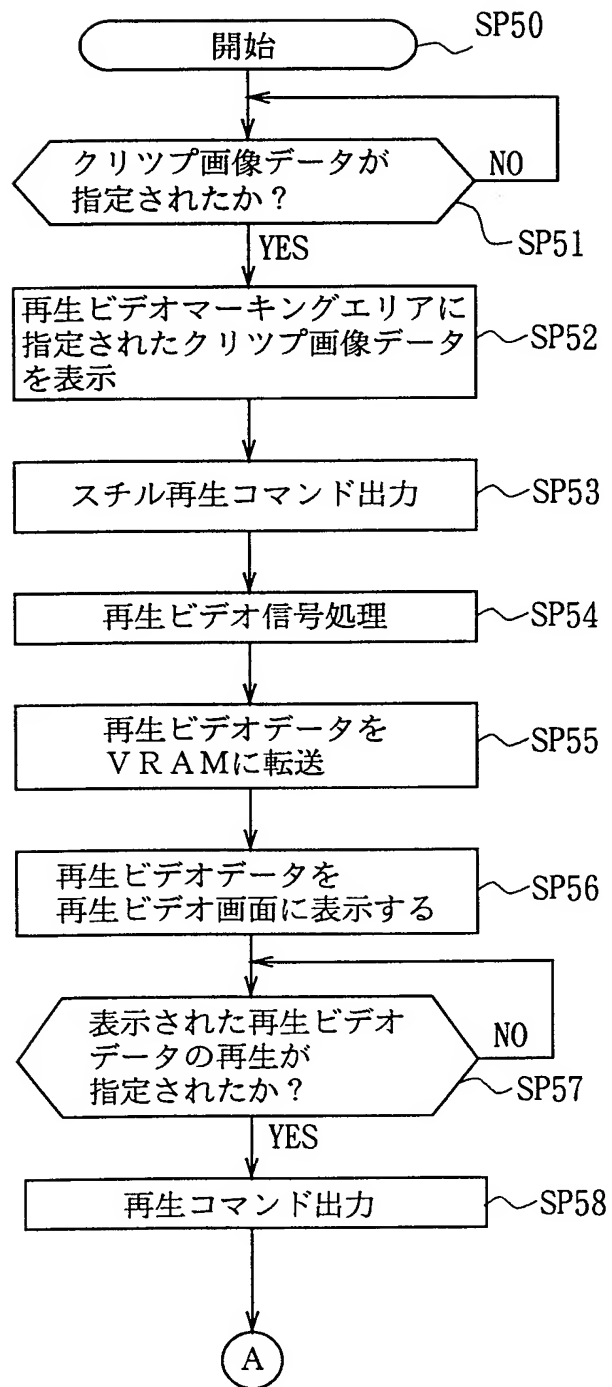 開始
SP50
クリツプ画像データが
指定されたか?
NO
SP51
YES
再生ビデオマーキングエリアに
指定されたクリツプ画像データ
を表示
SP52
スチル再生コマンド出力
SP53
再生ビデオ信号処理
SP54
再生ビデオデータを
VRAMに転送
SP55
再生ビデオデータを
再生ビデオ画面に表示する
SP56
表示された再生ビデオ
データの再生が
指定されたか?
NO
SP57
YES
再生コマンド出力
SP58
A